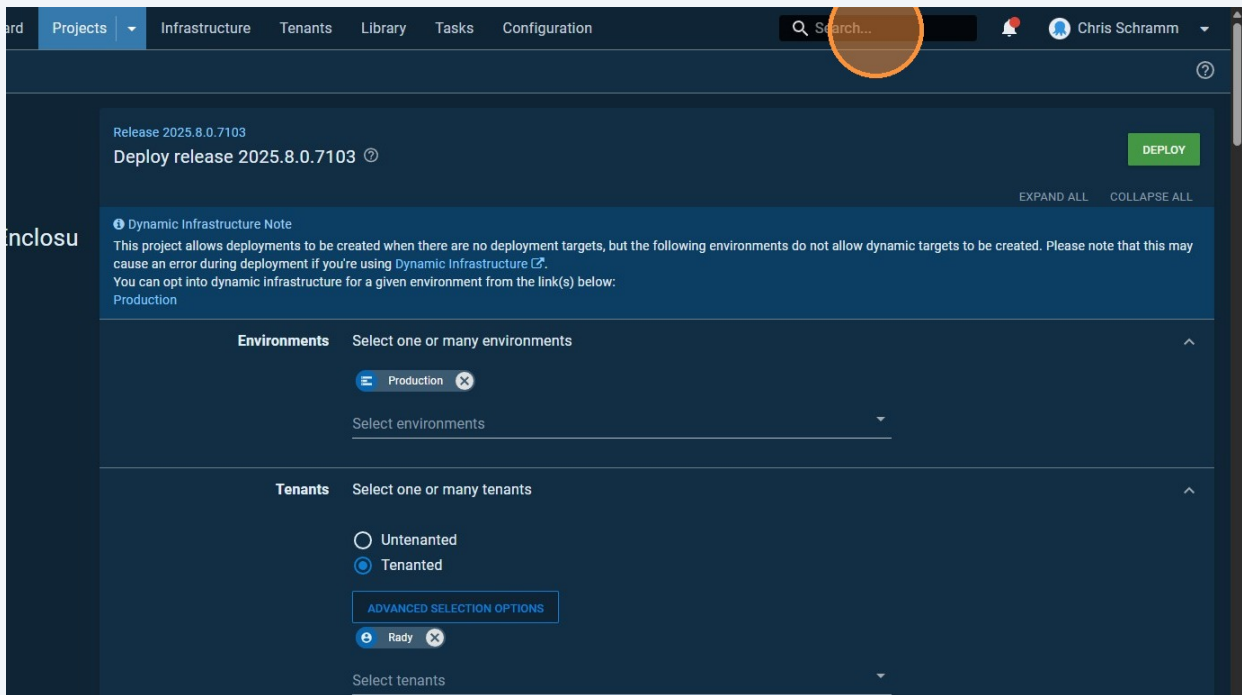 ard Projects Infrastructure Tenants Library Tasks Configuration Search... Chris Schramm
Release 2025.8.0.7103
Deploy release 2025.8.0.7103
DEPLOY
EXPAND ALL COLLAPSE ALL
Enclosu
Dynamic Infrastructure Note
This project allows deployments to be created when there are no deployment targets, but the following environments do not allow dynamic targets to be created. Please note that this may
cause an error during deployment if you're using Dynamic Infrastructure.
You can opt into dynamic infrastructure for a given environment from the link(s) below:
Production
Environments Select one or many environments
Production
Select environments
Tenants Select one or many tenants
Untenanted
Tenanted
ADVANCED SELECTION OPTIONS
Rady
Select tenants